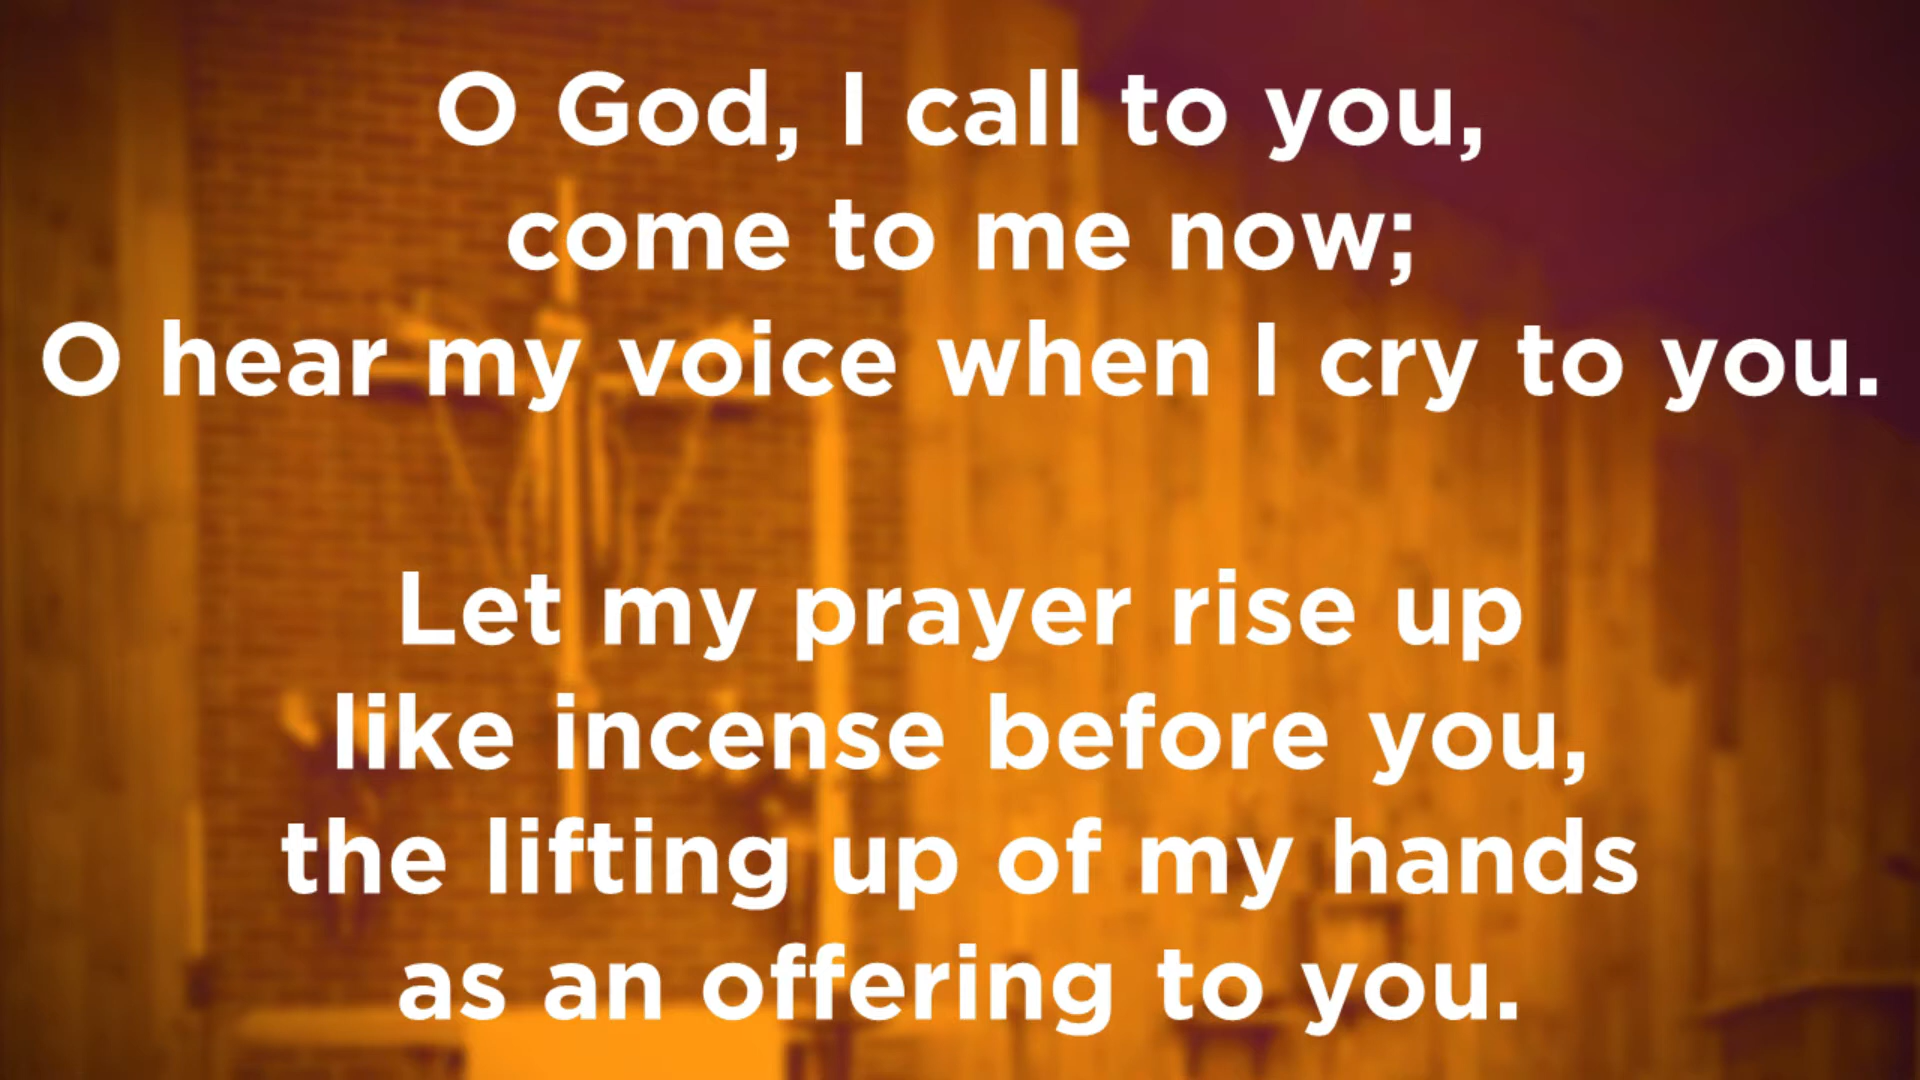 O God, I call to you,
come to me now;
O hear my voice when I cry to you.
Let my prayer rise up
like incense before you,
the lifting up of my hands
as an offering to you.